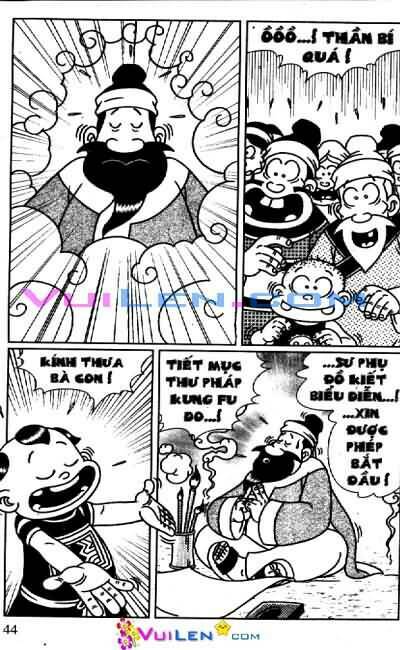 ỒỒỒ...! THẦN BÍ
QUÁ!
VUILEN.COM
KÍNH THƯA
BÀ CON!
TIẾT MỤC
THƯ PHÁP
KUNG FU
DO...!
...SƯ PHỤ
ĐỒ KIẾT
BIỂU DIỄN...!
...XIN
ĐƯỢC
PHÉP
BẮT
ĐẦU!
44
VUILEN.COM